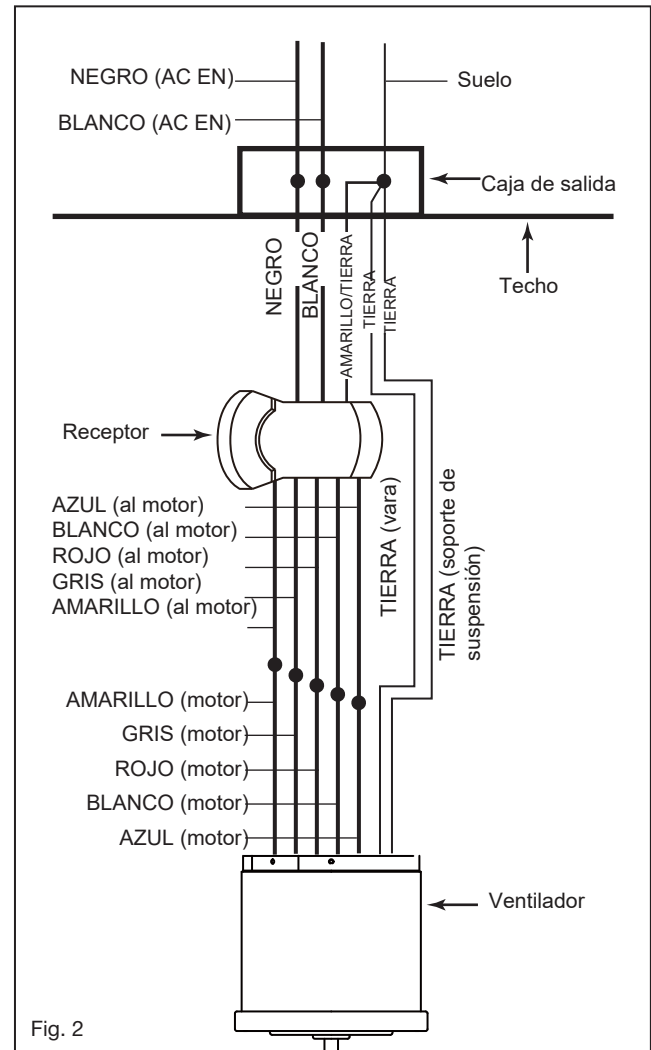 NEGRO (AC EN)
Suelo
BLANCO (AC EN)
Caja de salida
NEGRO
BLANCO
AMARILLO/TIERRA
TIERRA
TIERRA
Techo
Receptor
AZUL (al motor)
BLANCO (al motor)
ROJO (al motor)
GRIS (al motor)
AMARILLO (al motor)
TIERRA (vara)
TIERRA (soporte de
suspensión)
AMARILLO (motor)
GRIS (motor)
ROJO (motor)
BLANCO (motor)
AZUL (motor)
Ventilador
Fig. 2